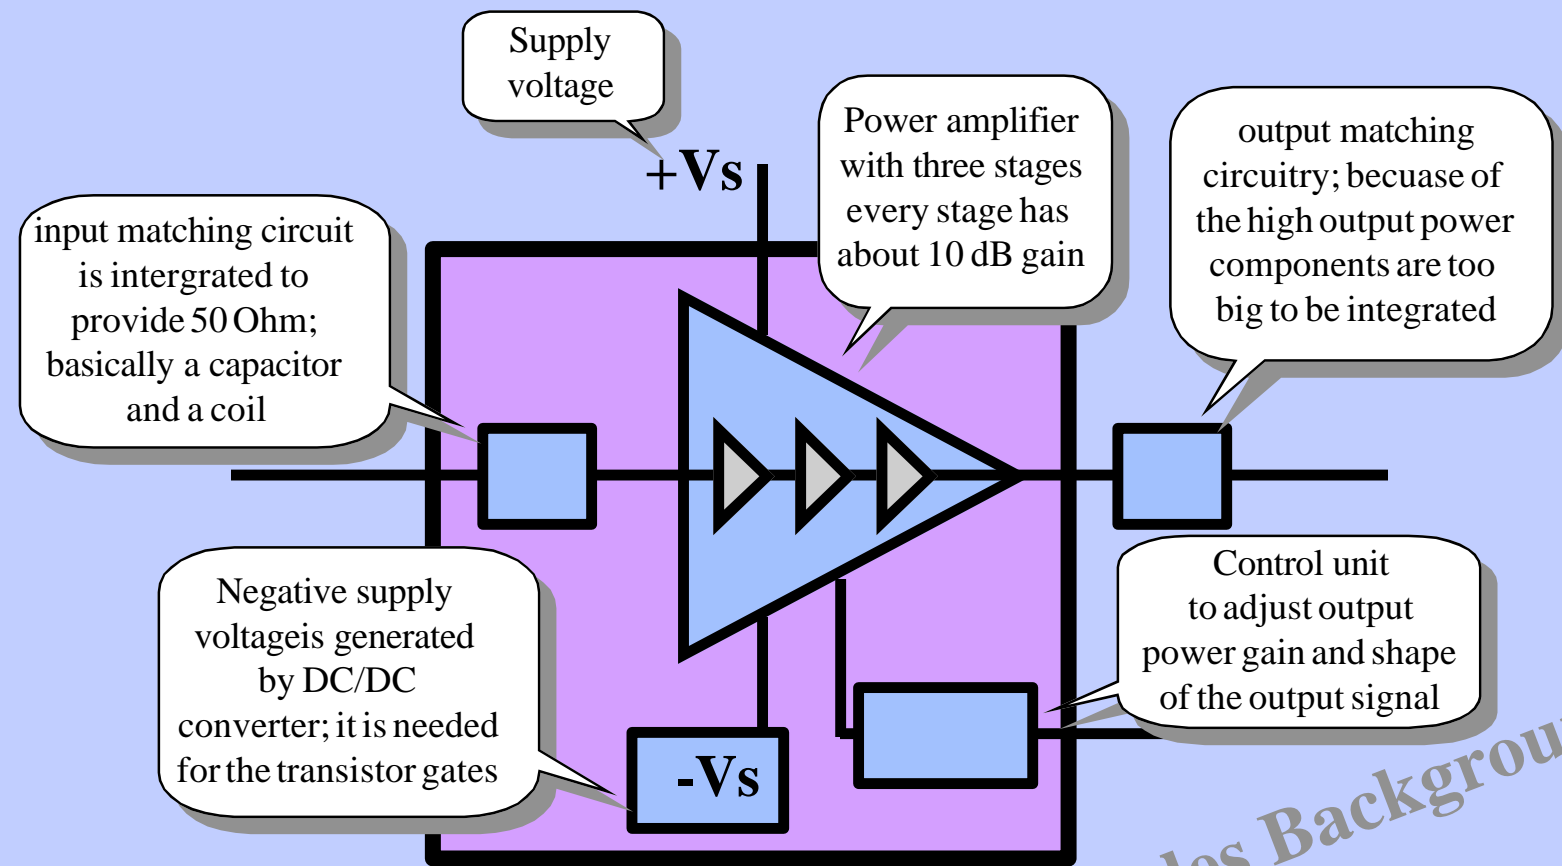 Supply
voltage
+Vs
Power amplifier
with three stages
every stage has
about 10 dB gain
output matching
circuitry; becuase of
the high output power
components are too
big to be integrated
input matching circuit
is intergrated to
provide 50 Ohm;
basically a capacitor
and a coil
Negative supply
voltageis generated
by DC/DC
converter; it is needed
for the transistor gates
-Vs
Control unit
to adjust output
power gain and shape
of the output signal